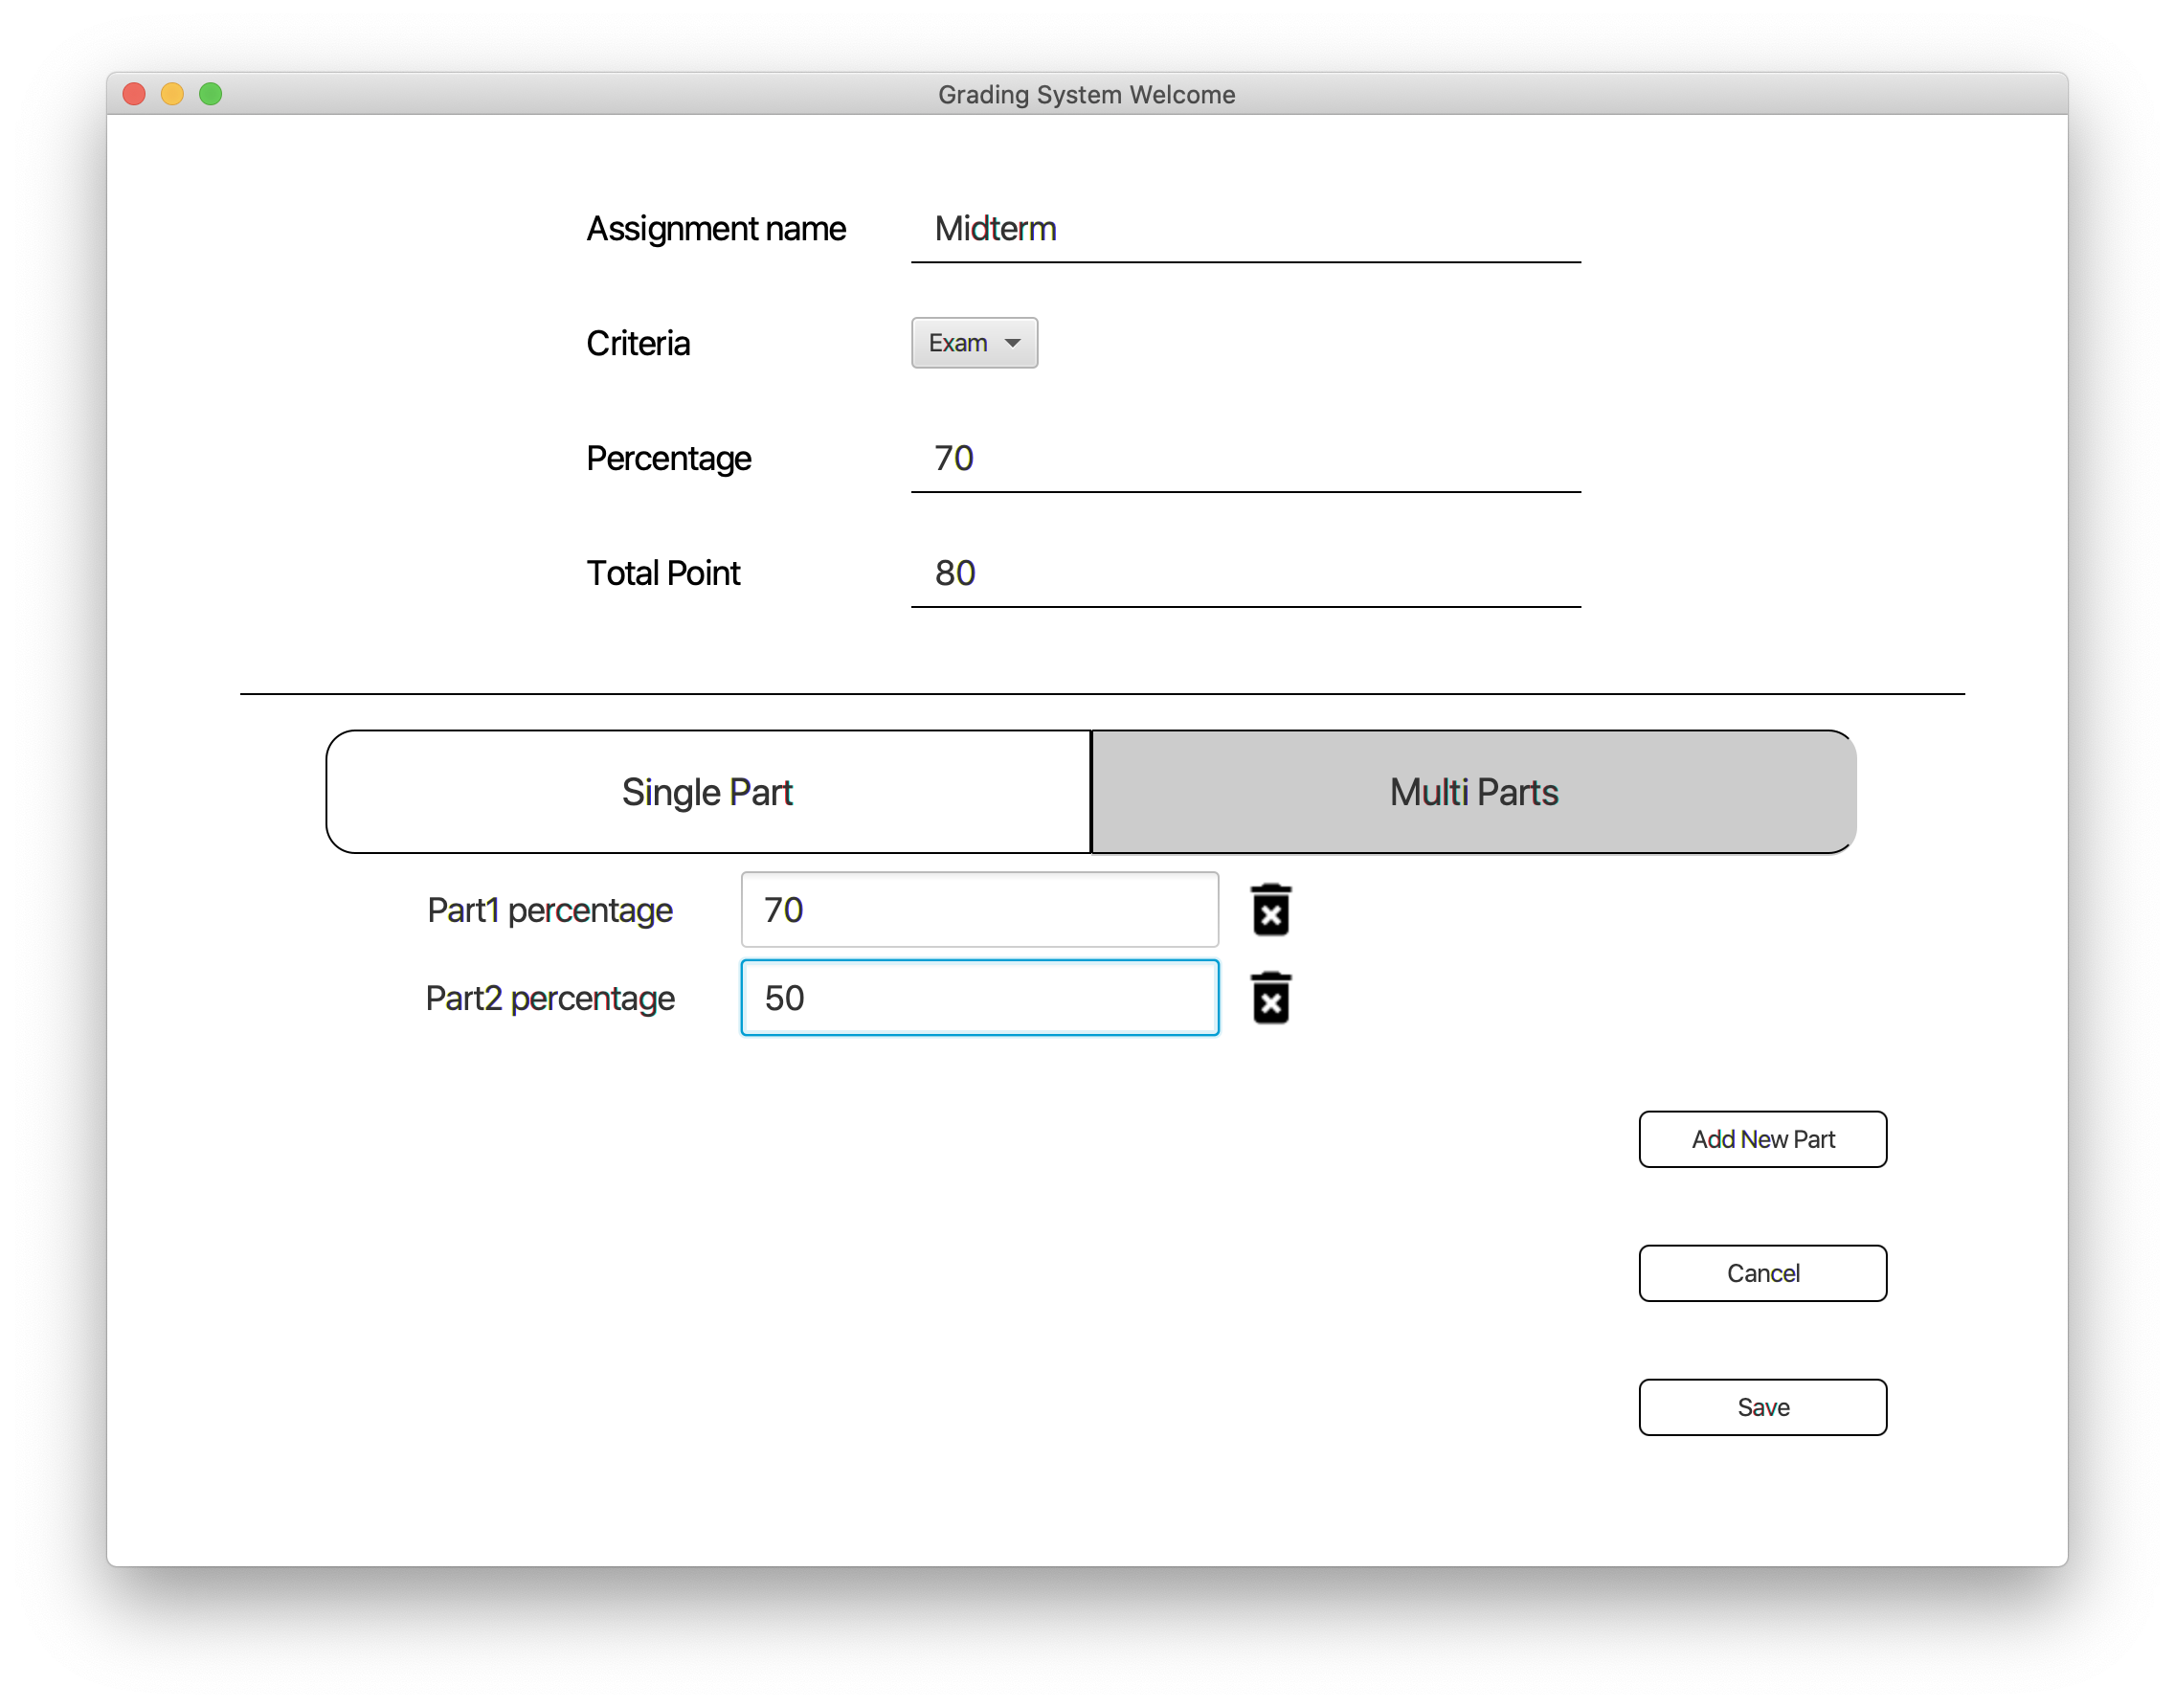 Grading System Welcome
Assignment name Midterm
Criteria Exam
Percentage 70
Total Point 80
Single Part Multi Parts
Part1 percentage 70
Part2 percentage 50
Add New Part
Cancel
Save